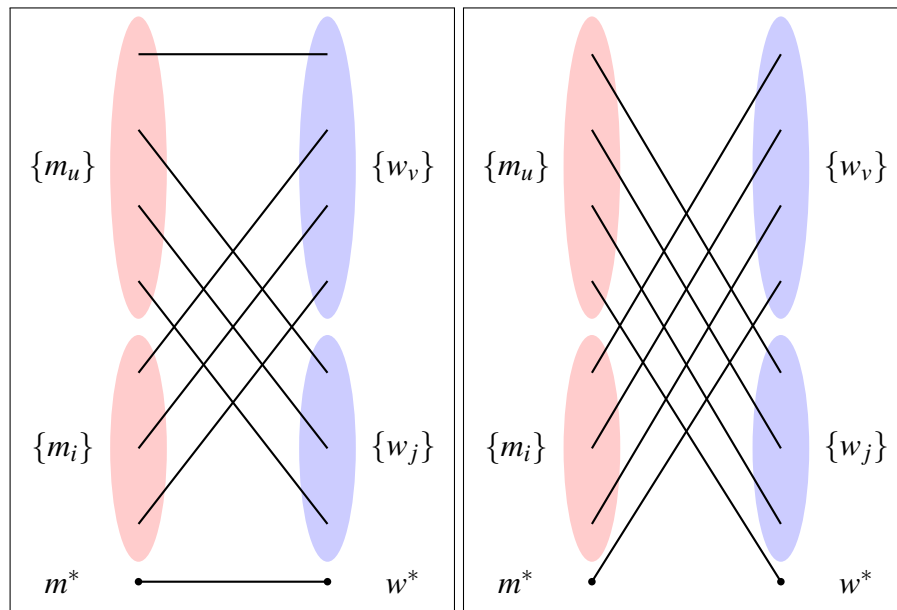 {m_u} {w_v}
{m_i} {w_j}
m* w*
{m_u} {w_v}
{m_i} {w_j}
m* w*